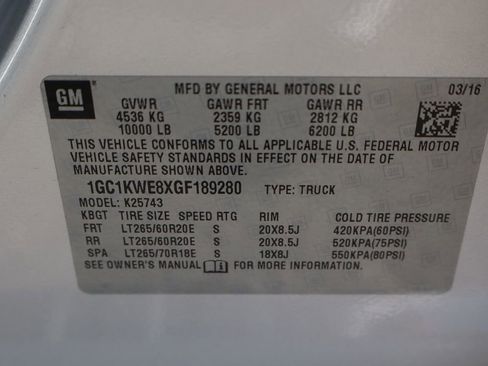 GM
MFD BY GENERAL MOTORS LLC 03/16
GVWR GAWR FRT GAWR RR
4536 KG 2359 KG 2812 KG
10000 LB 5200 LB 6200 LB
THIS VEHICLE CONFORMS TO ALL APPLICABLE U.S. FEDERAL MOTOR
VEHICLE SAFETY STANDARDS IN EFFECT ON THE DATE OF
MANUFACTURE SHOWN ABOVE.
1GC1KWE8XGF189280 TYPE: TRUCK
MODEL: K25743
KBGT TIRE SIZE SPEED RTG RIM COLD TIRE PRESSURE
FRT LT265/60R20E S 20X8.5J 420KPA(60PSI)
RR LT265/60R20E S 20X8.5J 520KPA(75PSI)
SPA LT265/70R18E S 18X8J 550KPA(80PSI)
SEE OWNER'S MANUAL FOR MORE INFORMATION.